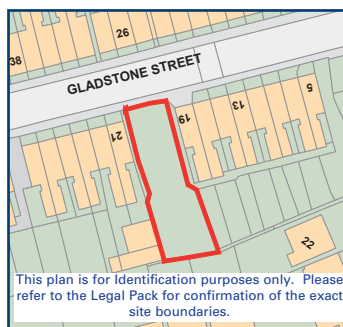 26
38
GLADSTONE STREET
5
13
19
21
22
This plan is for Identification purposes only. Please
refer to the Legal Pack for confirmation of the exact
site boundaries.